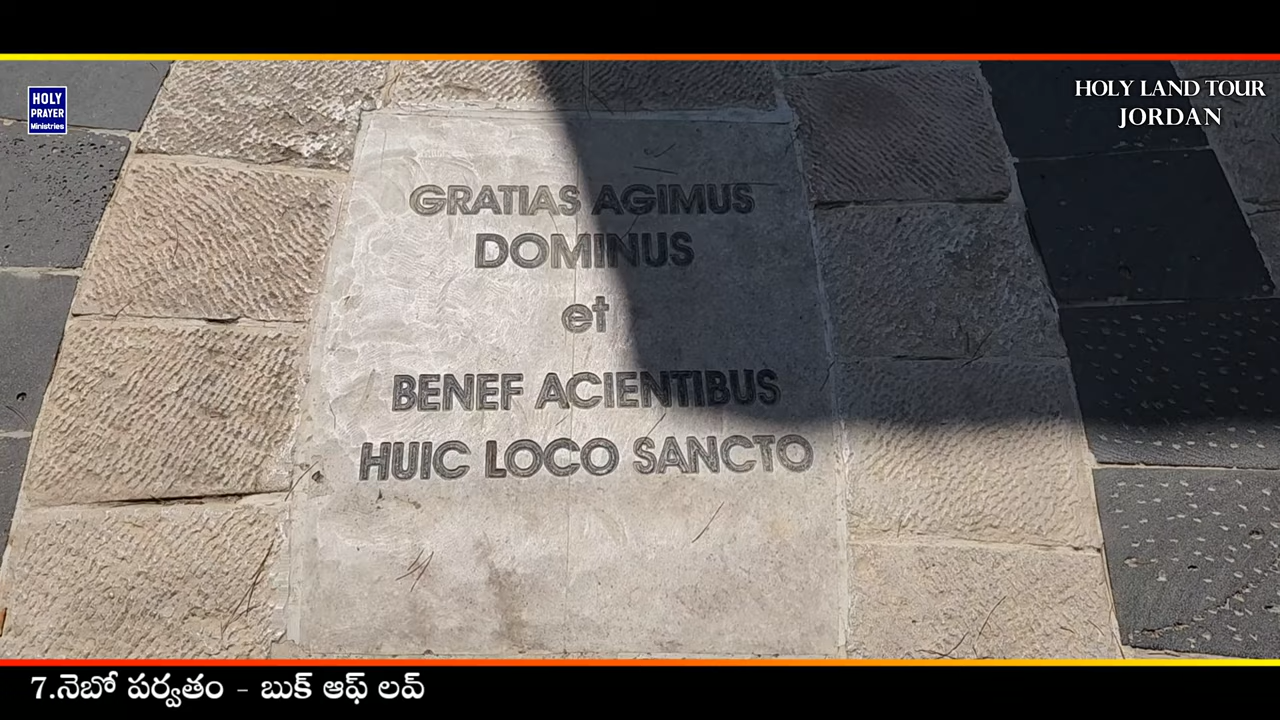 HOLY
PRAYER
Ministries
HOLY LAND TOUR
JORDAN
GRATIAS AGIMUS
DOMINUS
et
BENEF ACIENTIBUS
HUIC LOCO SANCTO
7.నెబో పర్వతం - బుక్ ఆఫ్ లవ్